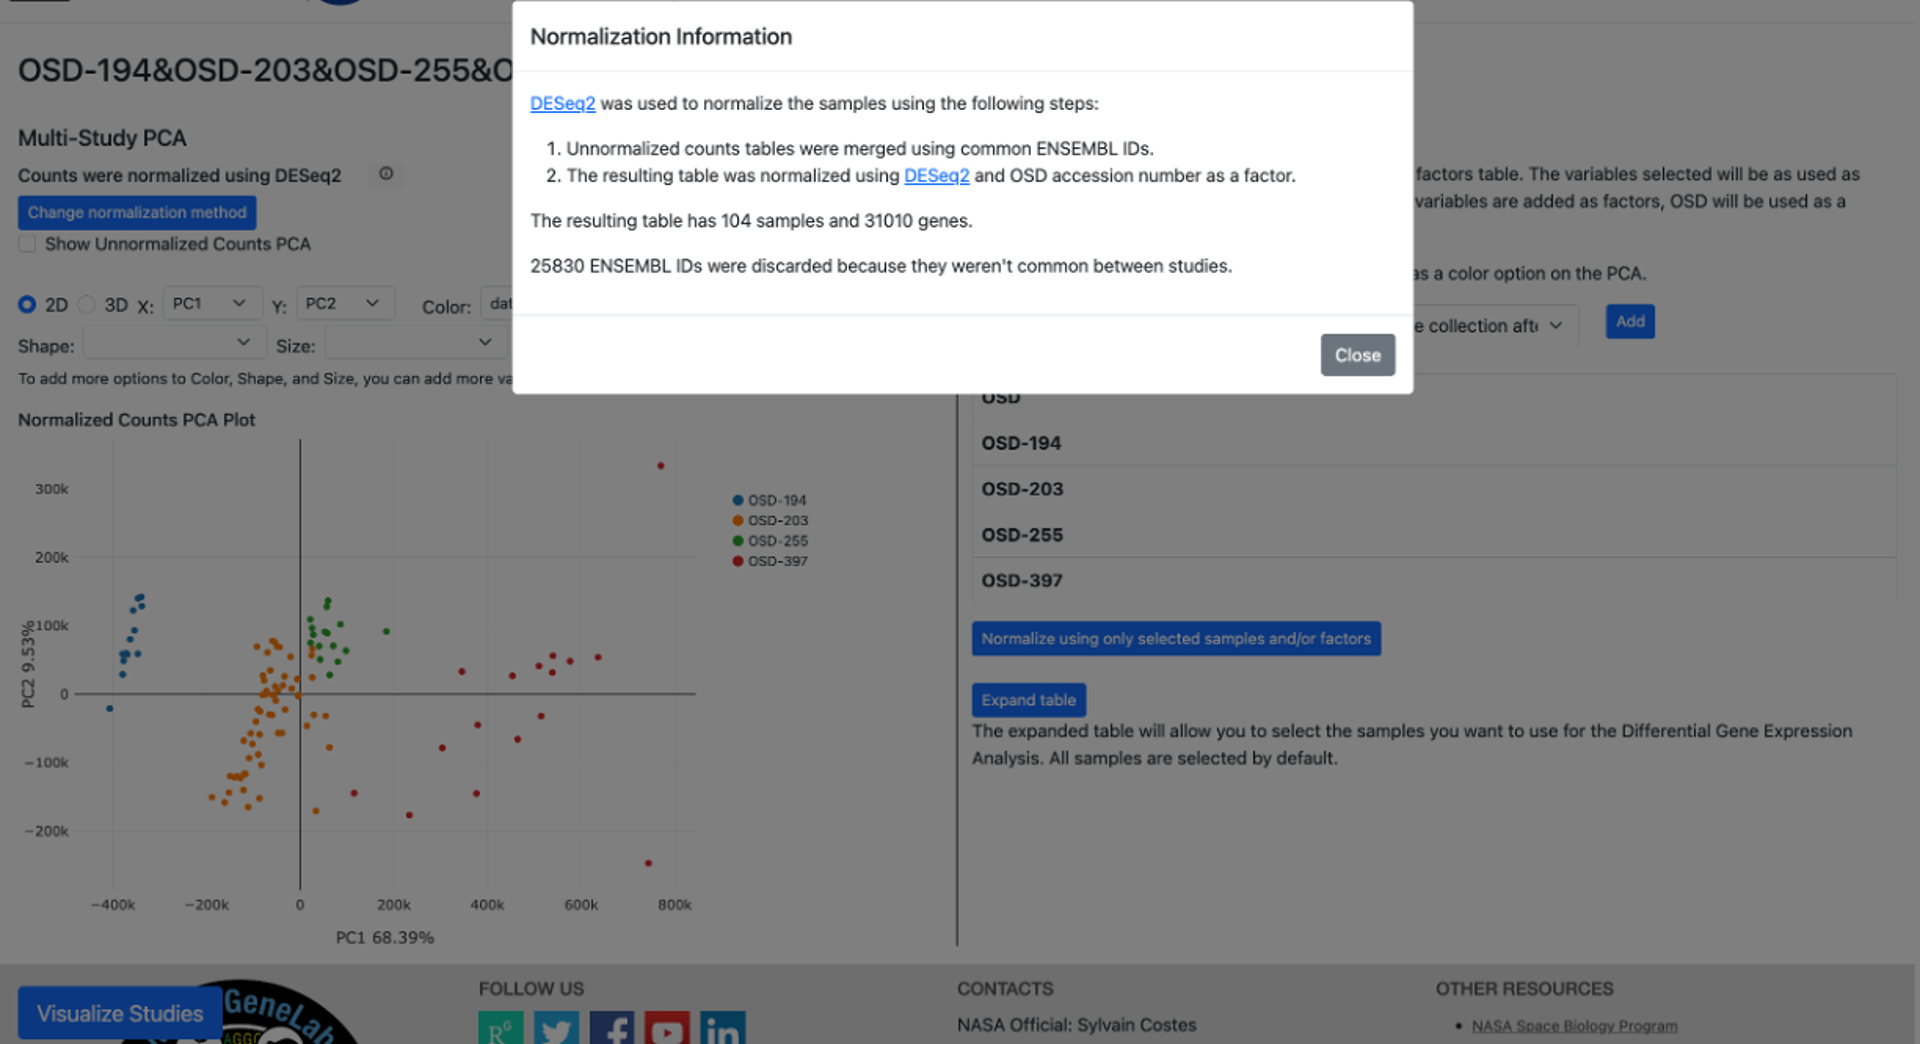 Normalization Information
DESeq2 was used to normalize the samples using the following steps:
1. Unnormalized counts tables were merged using common ENSEMBL IDs.
2. The resulting table was normalized using DESeq2 and OSD accession number as a factor.
The resulting table has 104 samples and 31010 genes.
25830 ENSEMBL IDs were discarded because they weren't common between studies.
Close
OSD-194&OSD-203&OSD-255&O
Multi-Study PCA
Counts were normalized using DESeq2
Change normalization method
Show Unnormalized Counts PCA
2D 3D X: PC1 Y: PC2 Color: dat
Shape: Size:
To add more options to Color, Shape, and Size, you can add more va
Normalized Counts PCA Plot
300k
200k
100k
0
−100k
−200k
PC2 9.53%
−400k −200k 0 200k 400k 600k 800k
PC1 68.39%
OSD-194
OSD-203
OSD-255
OSD-397
factors table. The variables selected will be as used as
variables are added as factors, OSD will be used as a
as a color option on the PCA.
e collection afte
Add
OSD
OSD-194
OSD-203
OSD-255
OSD-397
Normalize using only selected samples and/or factors
Expand table
The expanded table will allow you to select the samples you want to use for the Differential Gene Expression
Analysis. All samples are selected by default.
Visualize Studies
GeneLab
FOLLOW US
RG
in
CONTACTS
NASA Official: Sylvain Costes
OTHER RESOURCES
• NASA Space Biology Program